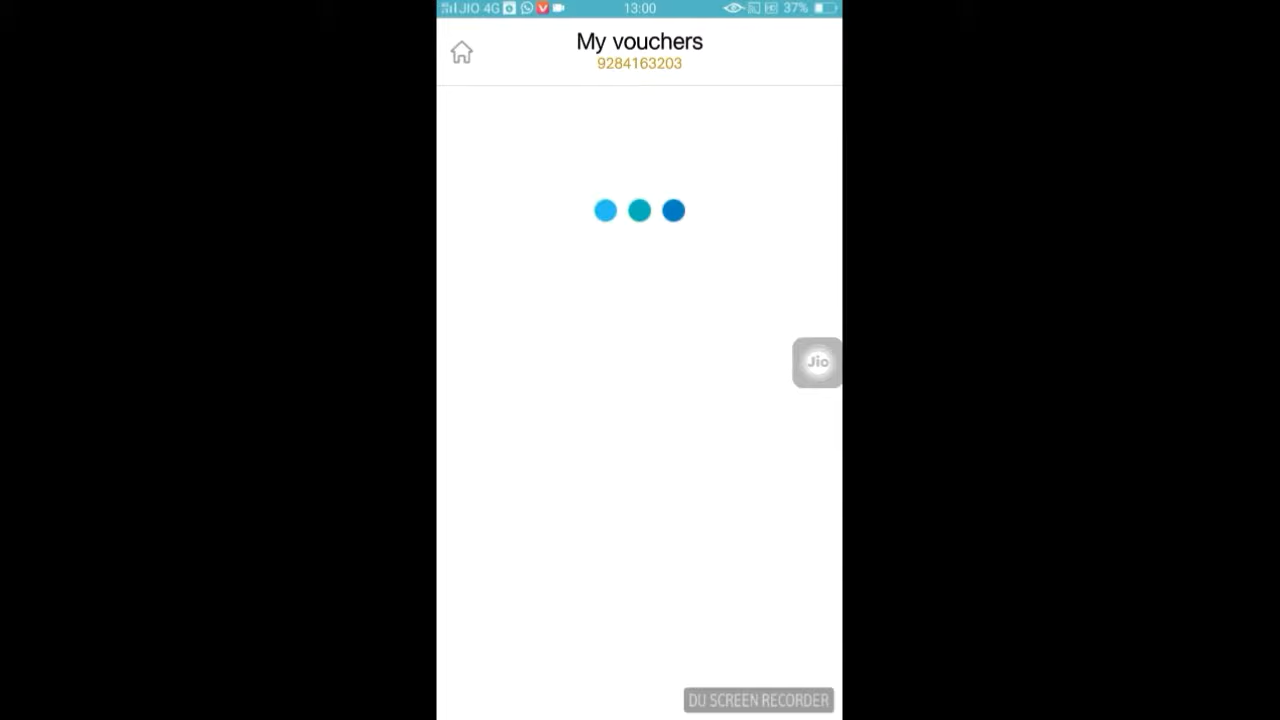 JIO 4G 13:00 37%
My vouchers
9284163203
Jio
DU SCREEN RECORDER